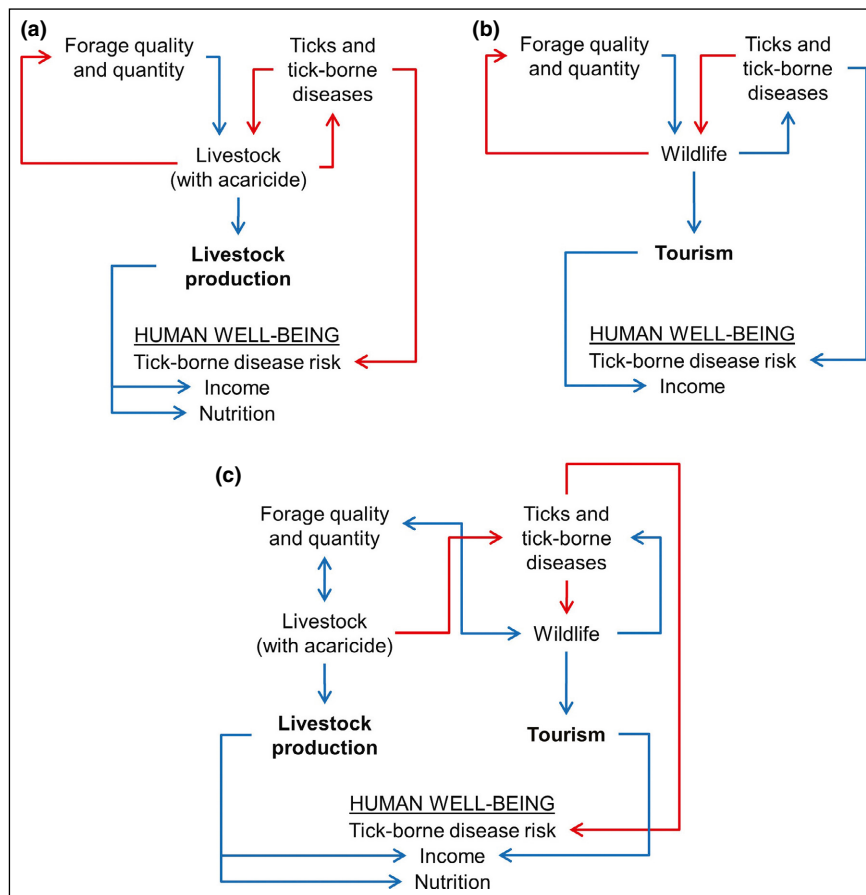 (a)
Forage quality
and quantity
Ticks and
tick-borne
diseases
Livestock
(with acaricide)
Livestock
production
HUMAN WELL-BEING
Tick-borne disease risk
Income
Nutrition
(b)
Forage quality
and quantity
Ticks and
tick-borne
diseases
Wildlife
Tourism
HUMAN WELL-BEING
Tick-borne disease risk
Income
(c)
Forage quality
and quantity
Ticks and
tick-borne
diseases
Livestock
(with acaricide)
Wildlife
Livestock
production
Tourism
HUMAN WELL-BEING
Tick-borne disease risk
Income
Nutrition